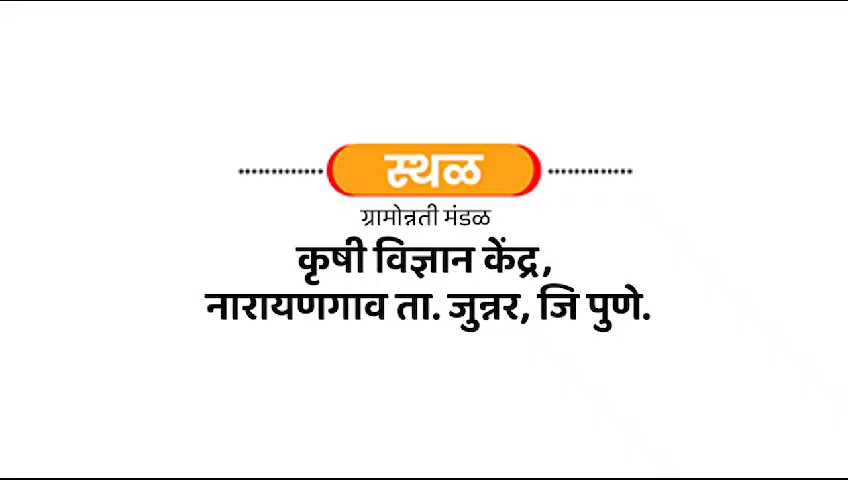 स्थळ
ग्रामोन्नती मंडळ
कृषी विज्ञान केंद्र,
नारायणगाव ता. जुन्नर, जि पुणे.